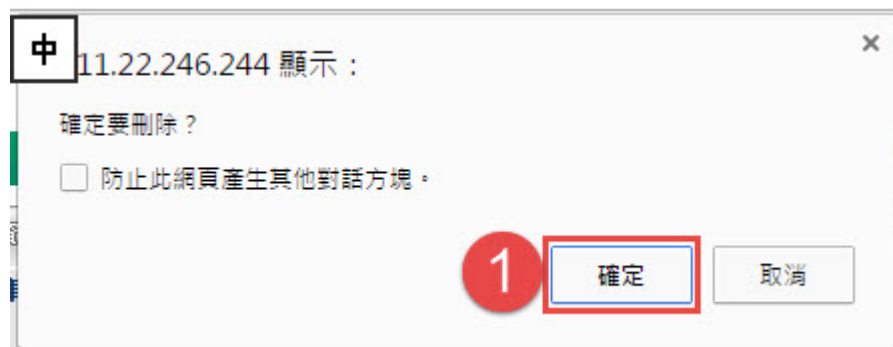 中
11.22.246.244 顯示：
確定要刪除？
防止此網頁產生其他對話方塊。
1
確定
取消